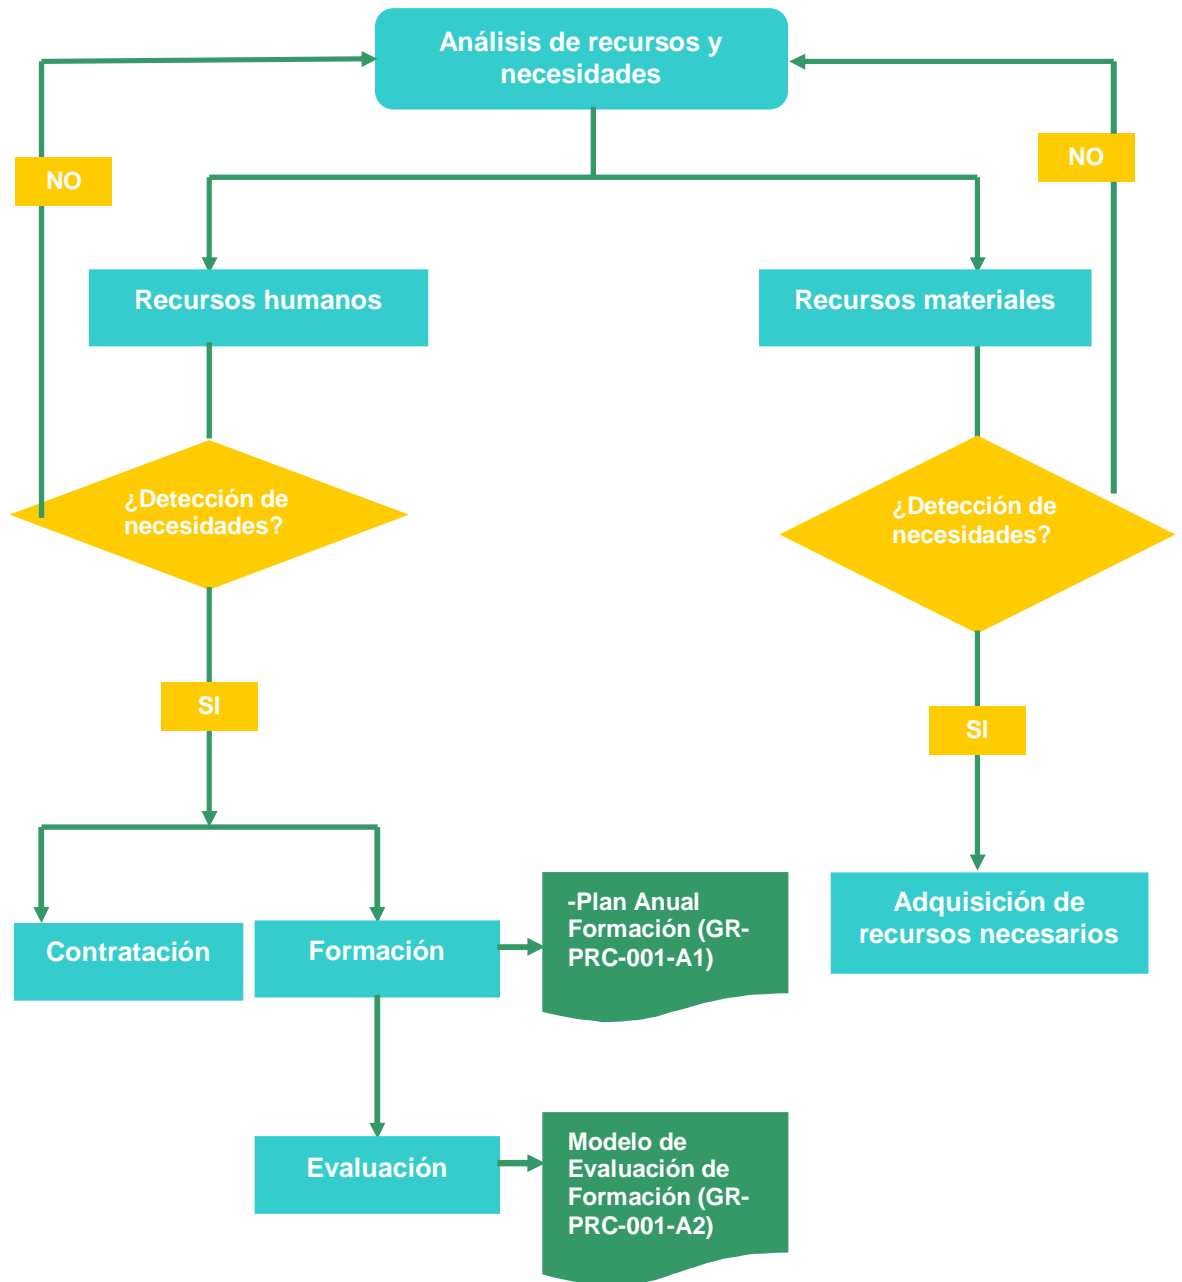 Análisis de recursos y
necesidades
NO
NO
Recursos humanos
Recursos materiales
¿Detección de
necesidades?
¿Detección de
necesidades?
SI
SI
Contratación
Formación
-Plan Anual
Formación (GR-
PRC-001-A1)
Adquisición de
recursos necesarios
Evaluación
Modelo de
Evaluación de
Formación (GR-
PRC-001-A2)